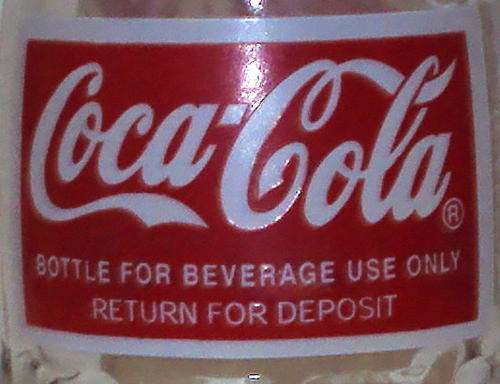 Coca-Cola®
BOTTLE FOR BEVERAGE USE ONLY
RETURN FOR DEPOSIT